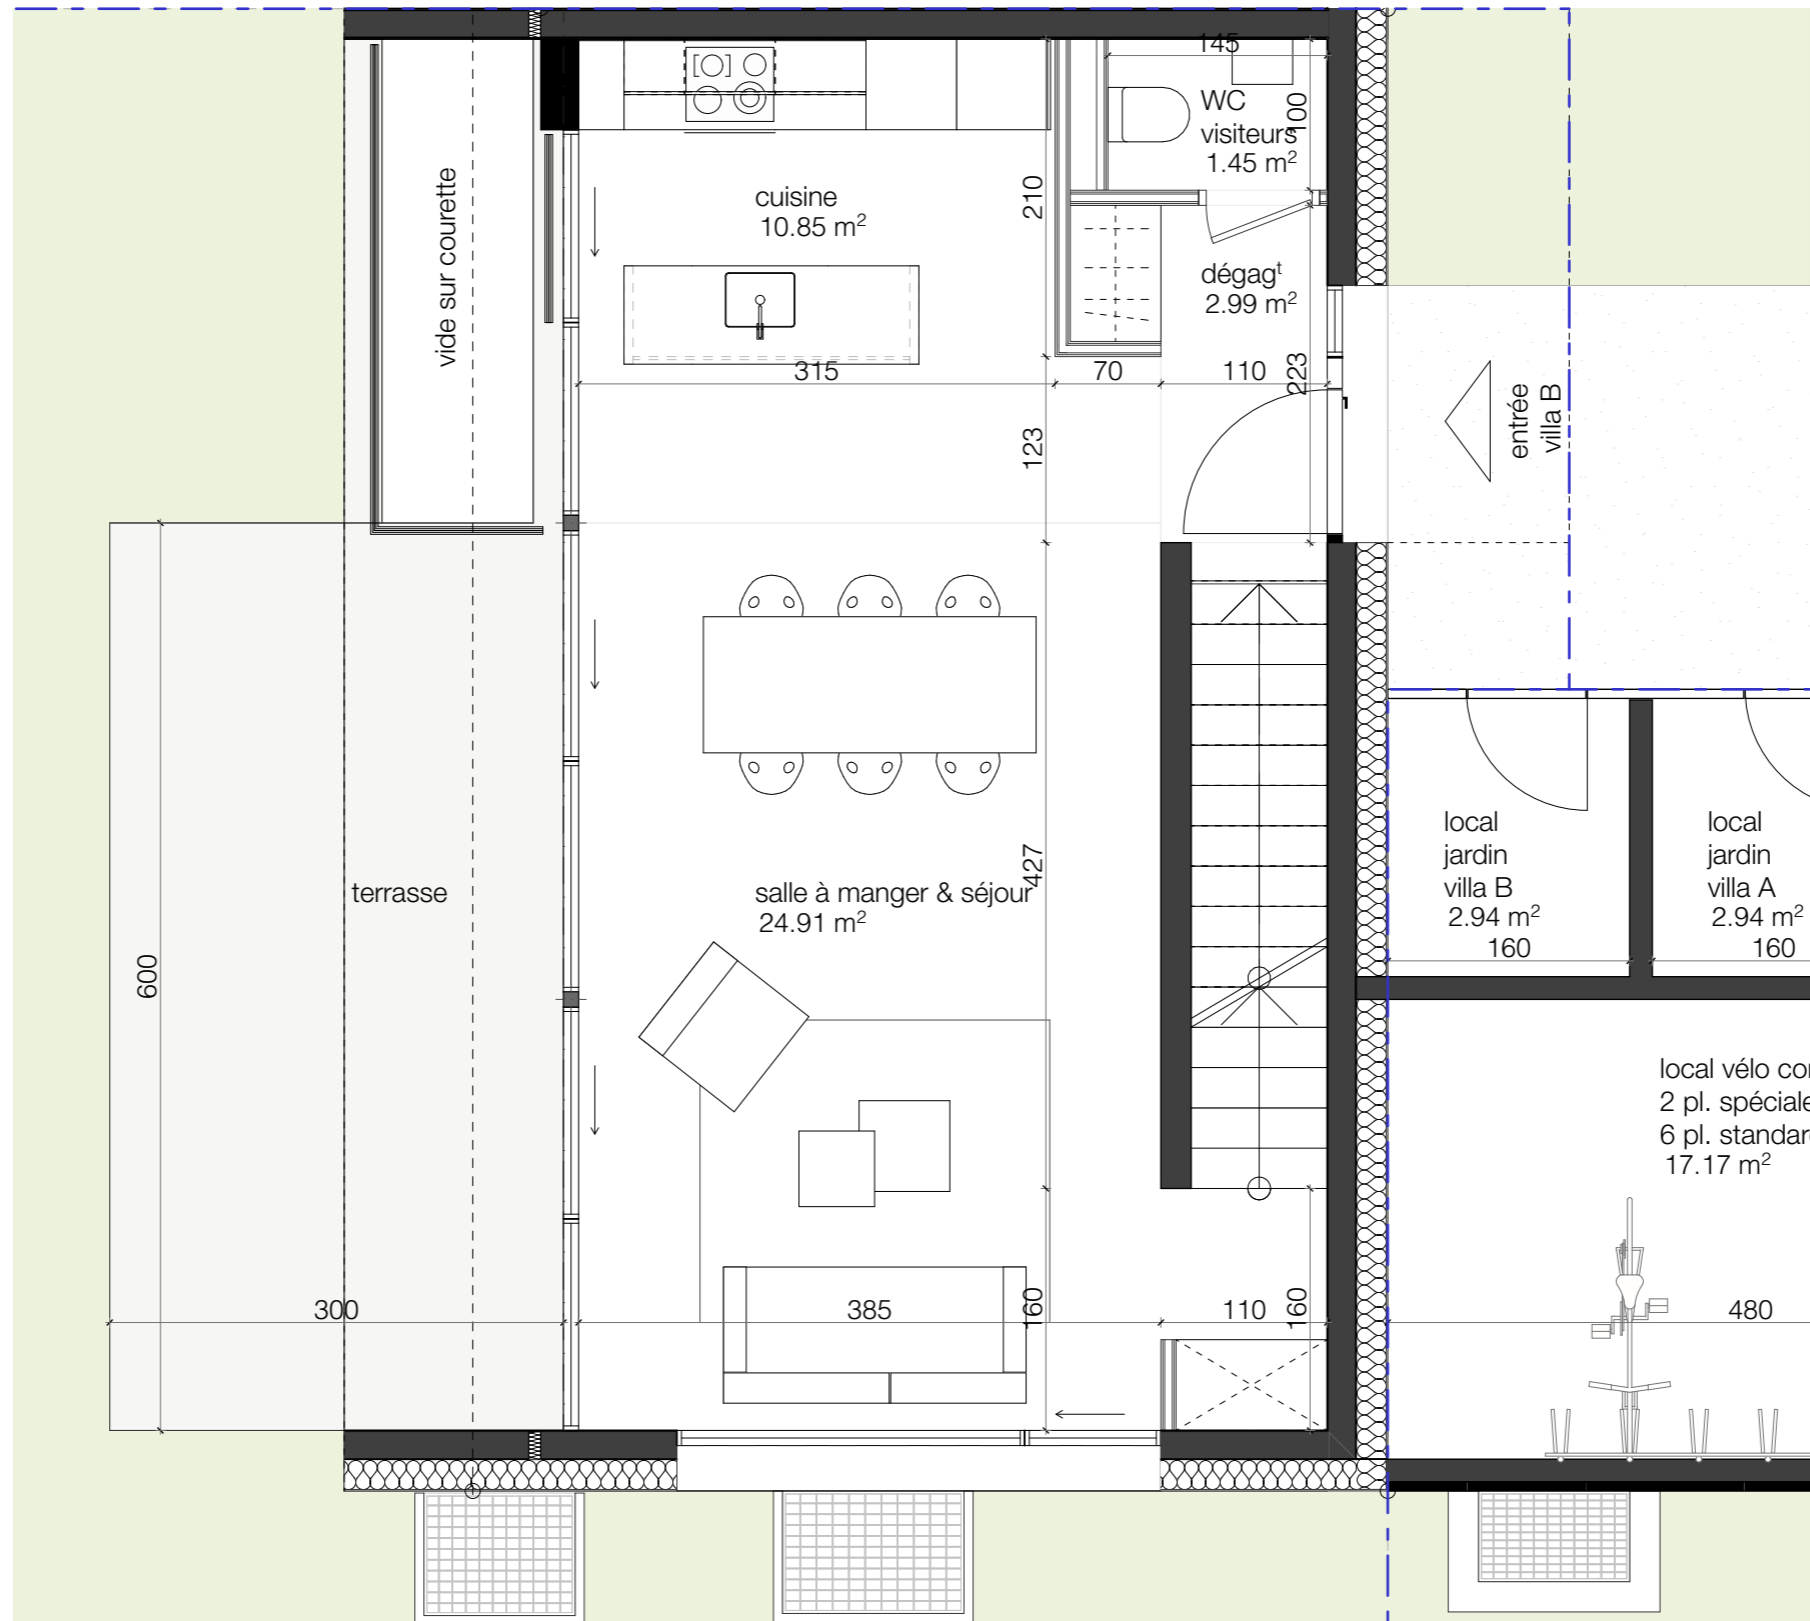 145
WC
visiteurs
1.45 m²
100
cuisine
10.85 m²
210
vide sur courette
dégagᵗ
2.99 m²
315
70
110
223
entrée
villa B
123
local
jardin
villa B
2.94 m²
160
local
jardin
villa A
2.94 m²
160
terrasse
salle à manger & séjour
24.91 m²
427
600
local vélo
2 pl.
6 pl.
17.17 m²
300
385
160
110
160
480